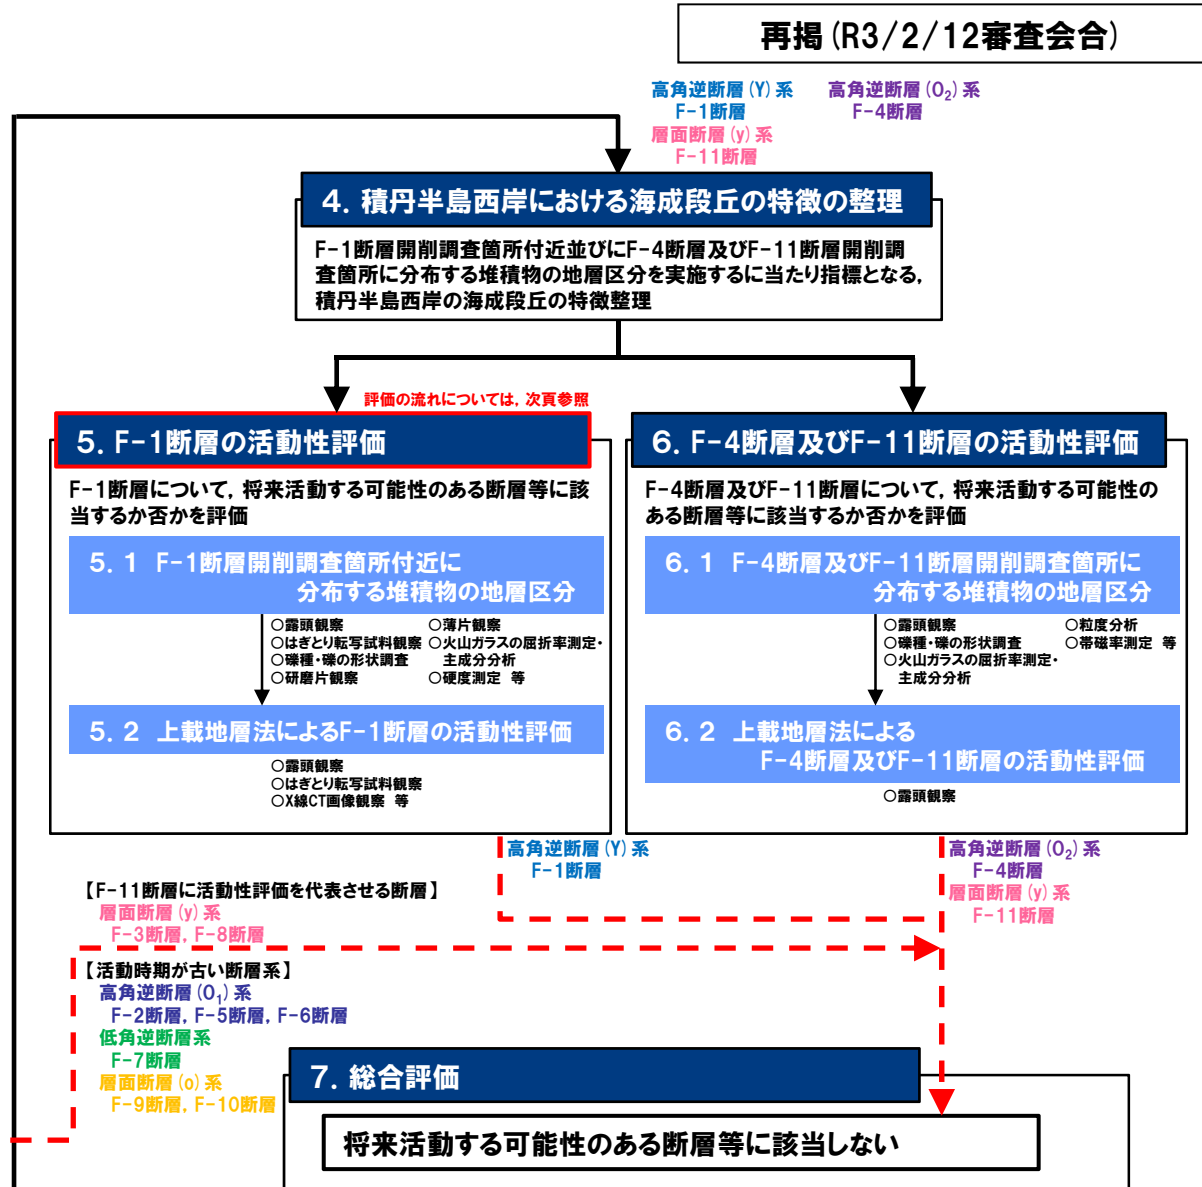 再掲(R3/2/12審査会合)
高角逆断層(Y)系
F-1断層
層面断層(y)系
F-11断層
高角逆断層(O₂)系
F-4断層
4. 積丹半島西岸における海成段丘の特徴の整理
F-1断層開削調査箇所付近並びにF-4断層及びF-11断層開削調
査箇所に分布する堆積物の地層区分を実施するに当たり指標となる,
積丹半島西岸の海成段丘の特徴整理
評価の流れについては, 次頁参照
5. F-1断層の活動性評価
F-1断層について, 将来活動する可能性のある断層等に該
当するか否かを評価
5. 1 F-1断層開削調査箇所付近に
分布する堆積物の地層区分
○露頭観察
○はぎとり転写試料観察
○礫種・礫の形状調査
○研磨片観察
○薄片観察
○火山ガラスの屈折率測定・
主成分分析
○硬度測定 等
5. 2 上載地層法によるF-1断層の活動性評価
○露頭観察
○はぎとり転写試料観察
○X線CT画像観察 等
6. F-4断層及びF-11断層の活動性評価
F-4断層及びF-11断層について, 将来活動する可能性の
ある断層等に該当するか否かを評価
6. 1 F-4断層及びF-11断層開削調査箇所に
分布する堆積物の地層区分
○露頭観察
○礫種・礫の形状調査
○火山ガラスの屈折率測定・
主成分分析
○粒度分析
○帯磁率測定 等
6. 2 上載地層法による
F-4断層及びF-11断層の活動性評価
○露頭観察
高角逆断層(Y)系
F-1断層
高角逆断層(O₂)系
F-4断層
層面断層(y)系
F-11断層
【F-11断層に活動性評価を代表させる断層】
層面断層(y)系
F-3断層, F-8断層
【活動時期が古い断層系】
高角逆断層(O₁)系
F-2断層, F-5断層, F-6断層
低角逆断層系
F-7断層
層面断層(o)系
F-9断層, F-10断層
7. 総合評価
将来活動する可能性のある断層等に該当しない